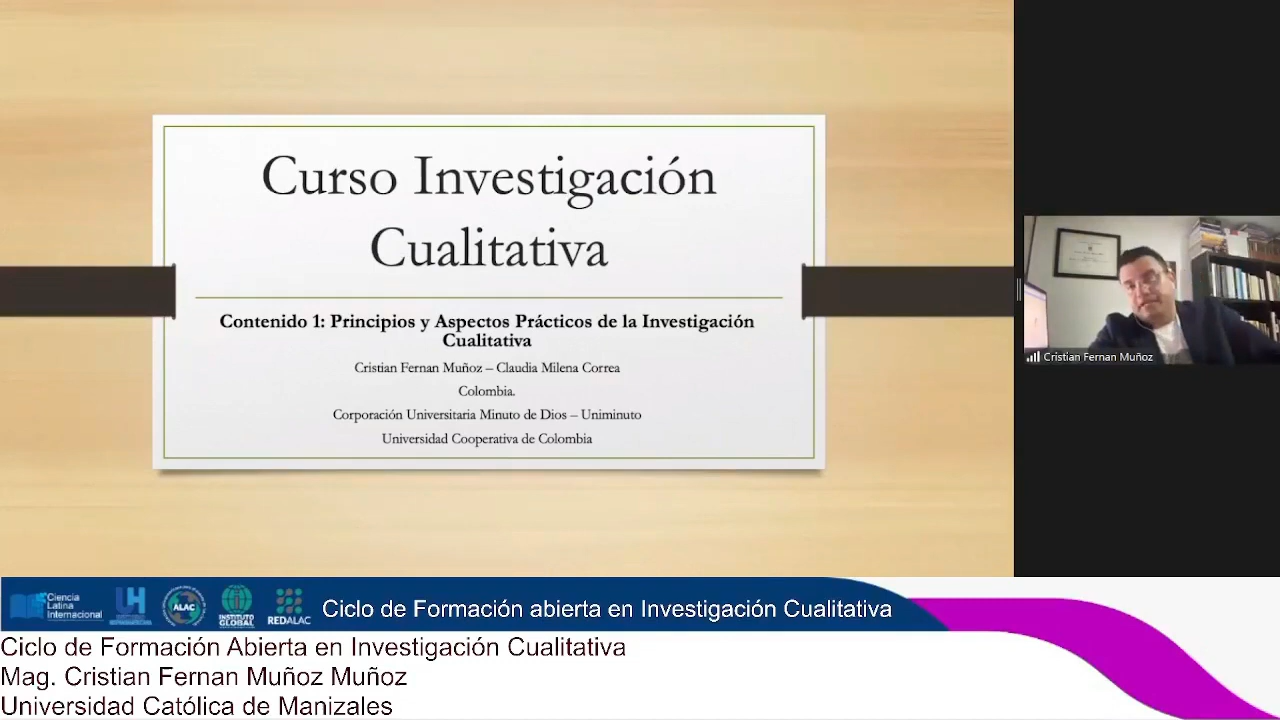 Curso Investigación
Cualitativa
Contenido 1: Principios y Aspectos Prácticos de la Investigación
Cualitativa
Cristian Fernan Muñoz – Claudia Milena Correa
Colombia.
Corporación Universitaria Minuto de Dios – Uniminuto
Universidad Cooperativa de Colombia
Cristian Fernan Muñoz
Ciencia
Latina
Internacional
UH
ALAC
INSTITUTO
GLOBAL
REDALAC
Ciclo de Formación abierta en Investigación Cualitativa
Ciclo de Formación Abierta en Investigación Cualitativa
Mag. Cristian Fernan Muñoz Muñoz
Universidad Católica de Manizales